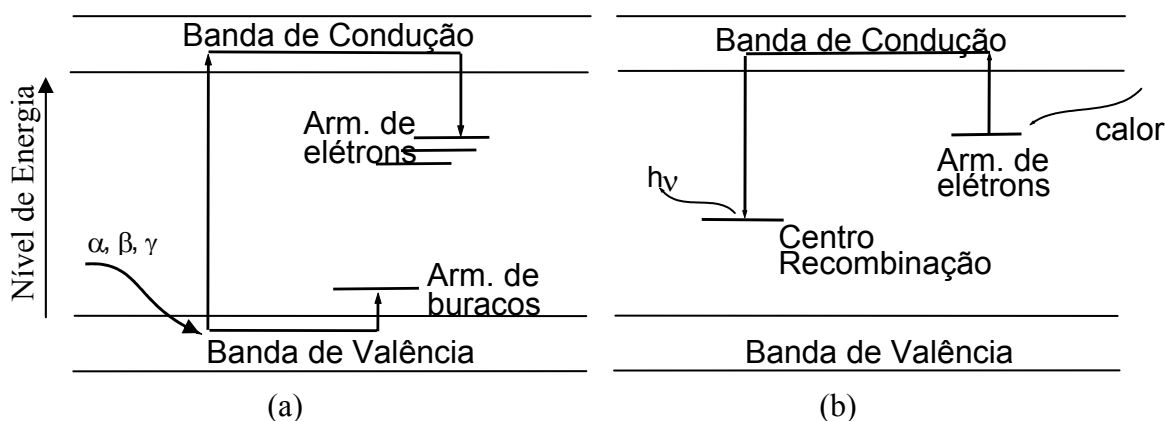 Banda de Condução
Nível de Energia
Arm. de
elétrons
α, β, γ
Arm. de
buracos
Banda de Valência
(a)
Banda de Condução
calor
Arm. de
elétrons
hν
Centro
Recombinação
Banda de Valência
(b)